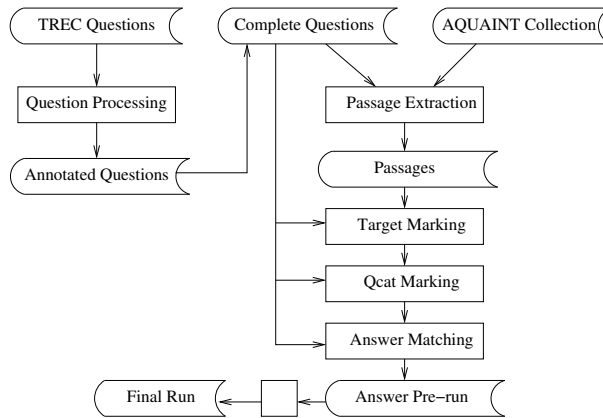 TREC Questions
Complete Questions
AQUAINT Collection
Question Processing
Passage Extraction
Annotated Questions
Passages
Target Marking
Qcat Marking
Answer Matching
Final Run
Answer Pre−run